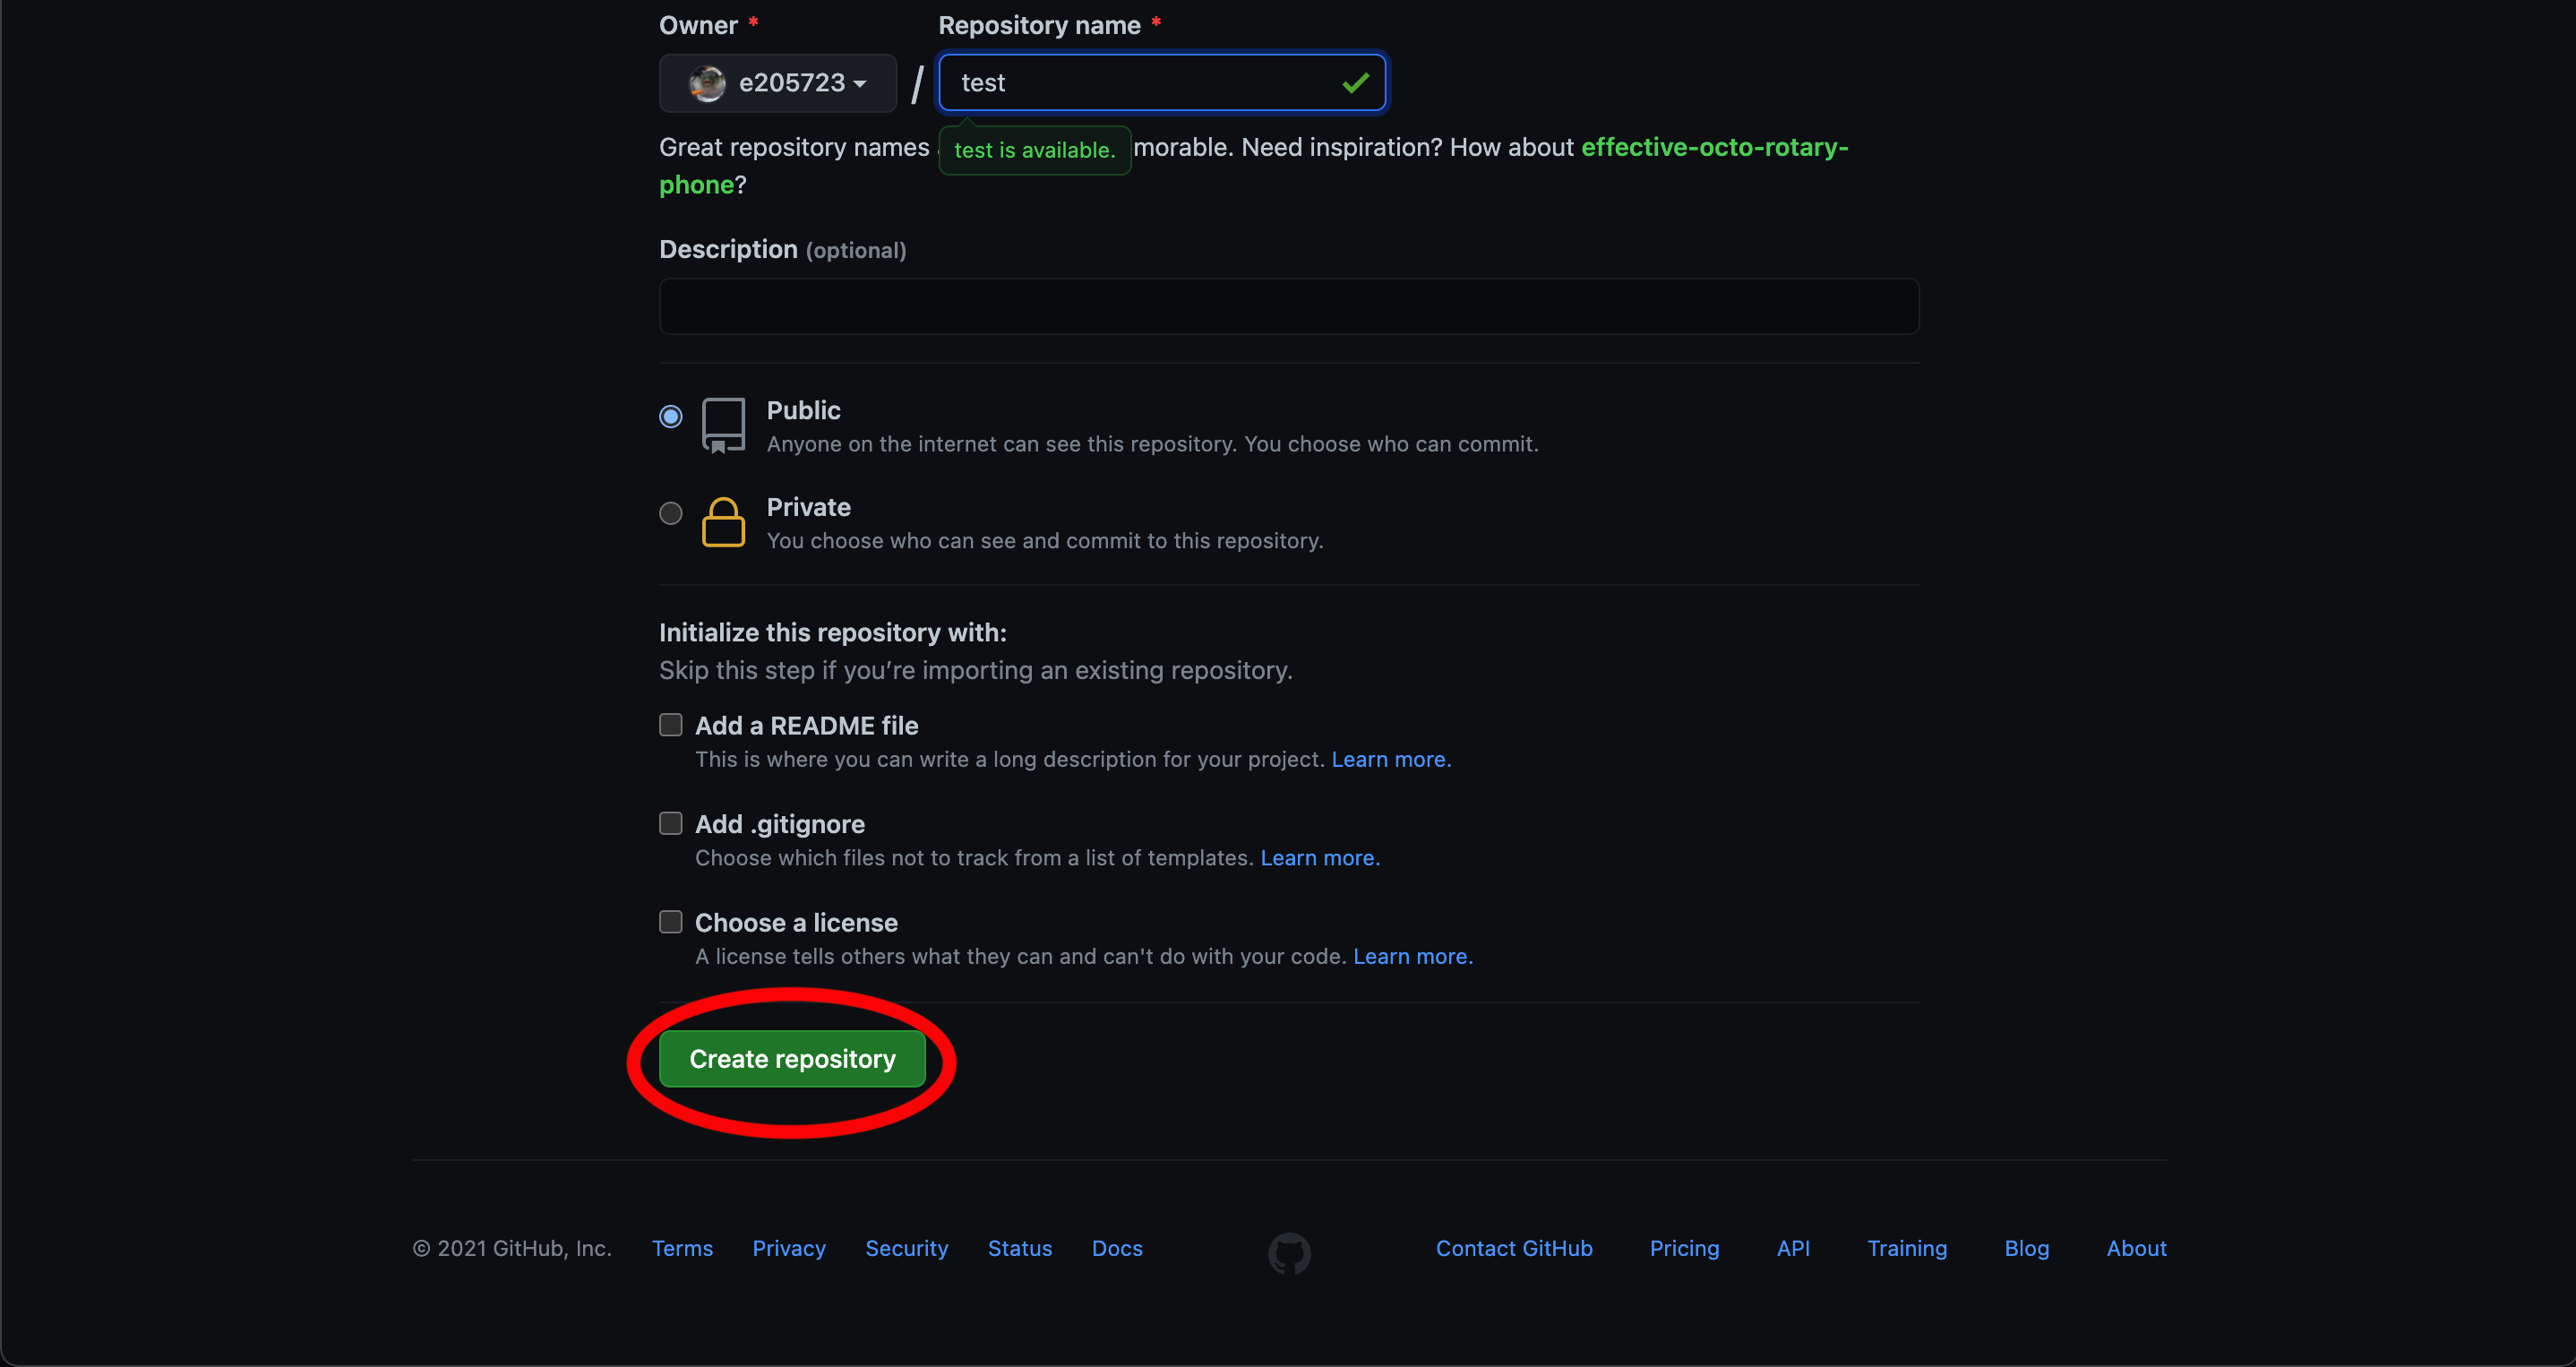 Owner *
Repository name *
e205723
/
test
Great repository names
test is available.
morable. Need inspiration? How about effective-octo-rotary-
phone?
Description (optional)
Public
Anyone on the internet can see this repository. You choose who can commit.
Private
You choose who can see and commit to this repository.
Initialize this repository with:
Skip this step if you’re importing an existing repository.
Add a README file
This is where you can write a long description for your project. Learn more.
Add .gitignore
Choose which files not to track from a list of templates. Learn more.
Choose a license
A license tells others what they can and can't do with your code. Learn more.
Create repository
© 2021 GitHub, Inc. Terms Privacy Security Status Docs Contact GitHub Pricing API Training Blog About